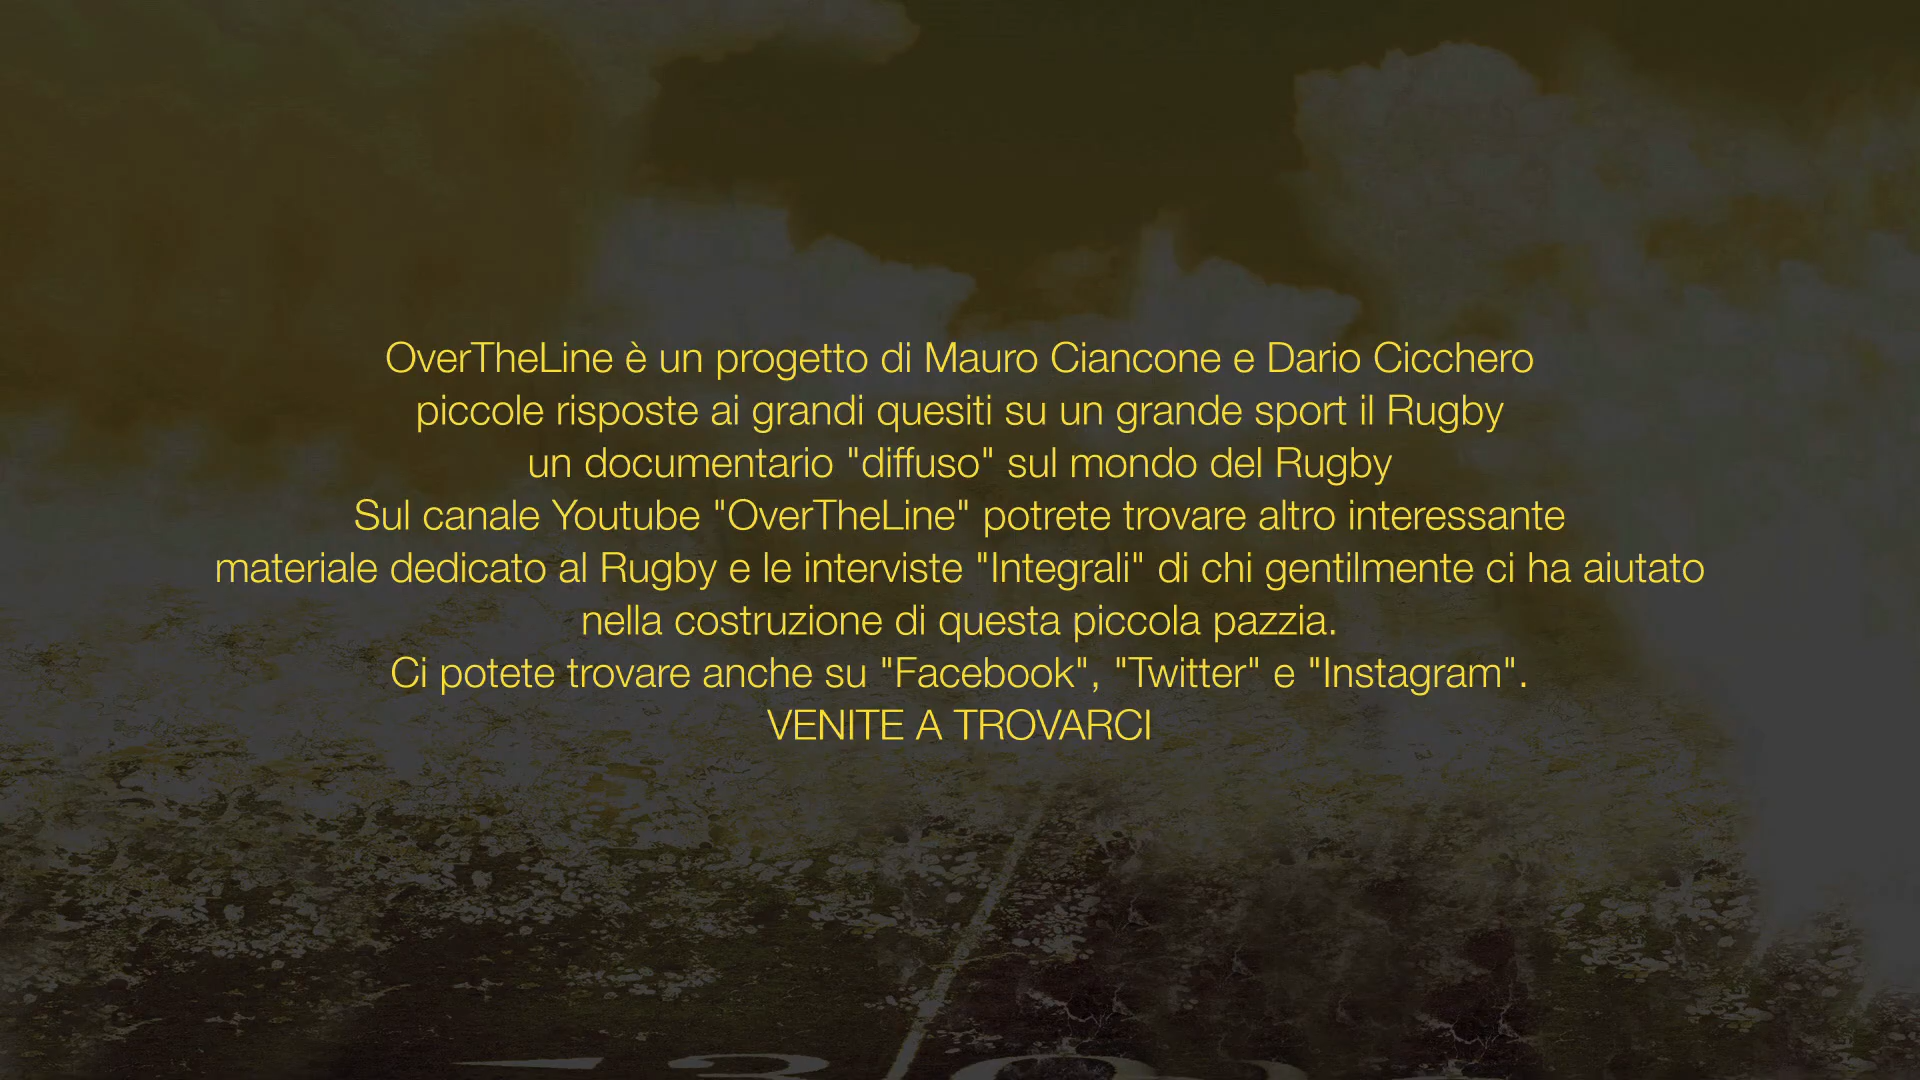 OverTheLine è un progetto di Mauro Ciancone e Dario Cicchero
piccole risposte ai grandi quesiti su un grande sport il Rugby
un documentario "diffuso" sul mondo del Rugby
Sul canale Youtube "OverTheLine" potrete trovare altro interessante
materiale dedicato al Rugby e le interviste "Integrali" di chi gentilmente ci ha aiutato
nella costruzione di questa piccola pazzia.
Ci potete trovare anche su "Facebook", "Twitter" e "Instagram".
VENITE A TROVARCI